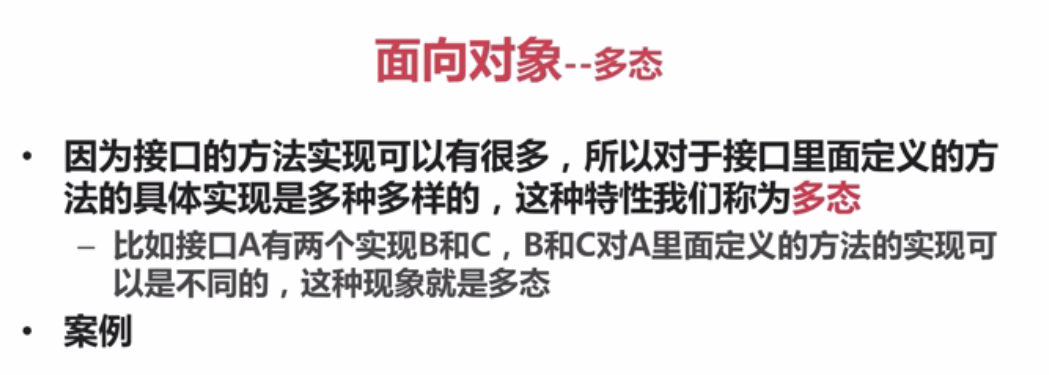 面向对象--多态
• 因为接口的方法实现可以有很多，所以对于接口里面定义的方
法的具体实现是多种多样的，这种特性我们称为多态
– 比如接口A有两个实现B和C，B和C对A里面定义的方法的实现可
以是不同的，这种现象就是多态
• 案例